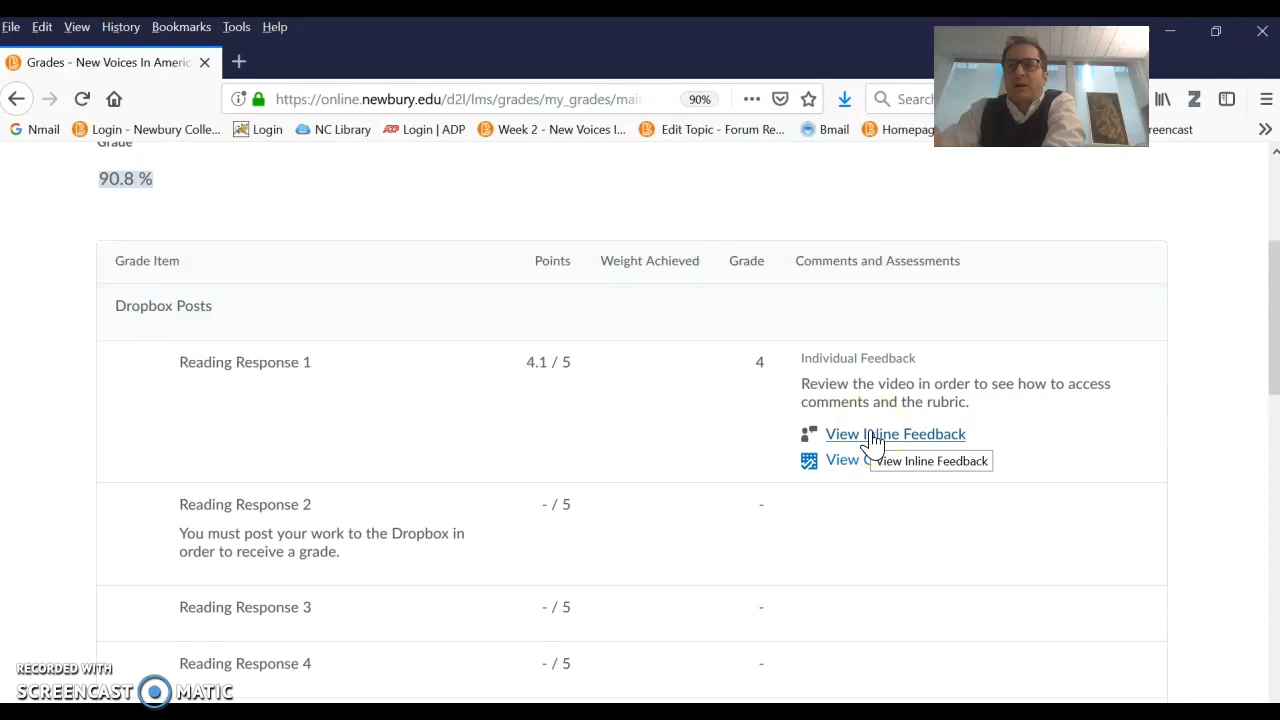 File Edit View History Bookmarks Tools Help
Grades - New Voices In Americ
https://online.newbury.edu/d2l/lms/grades/my_grades/main 90% Search
Nmail Login - Newbury Colle... Login NC Library Login | ADP Week 2 - New Voices I... Edit Topic - Forum Re... Bmail Homepag
Grade
90.8 %
Grade Item Points Weight Achieved Grade Comments and Assessments
Dropbox Posts
Reading Response 1 4.1 / 5 4 Individual Feedback
Review the video in order to see how to access
comments and the rubric.
View Inline Feedback
View View Inline Feedback
Reading Response 2 - / 5 -
You must post your work to the Dropbox in
order to receive a grade.
Reading Response 3 - / 5 -
Reading Response 4 - / 5 -
RECORDED WITH
SCREENCAST MATIC